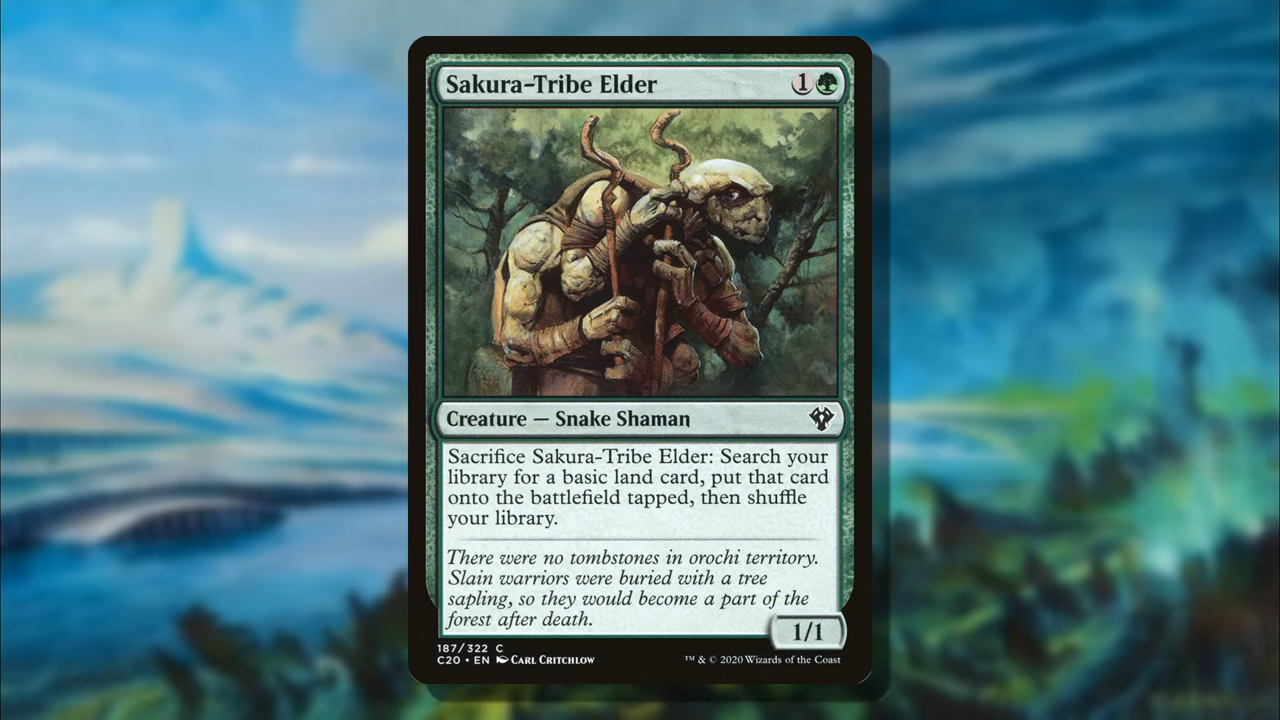 Sakura-Tribe Elder 1
Creature — Snake Shaman
Sacrifice Sakura-Tribe Elder: Search your
library for a basic land card, put that card
onto the battlefield tapped, then shuffle
your library.
There were no tombstones in orochi territory.
Slain warriors were buried with a tree
sapling, so they would become a part of the
forest after death.
1/1
187/322 C
C20 • EN CARL CRITCHLOW
™ & © 2020 Wizards of the Coast